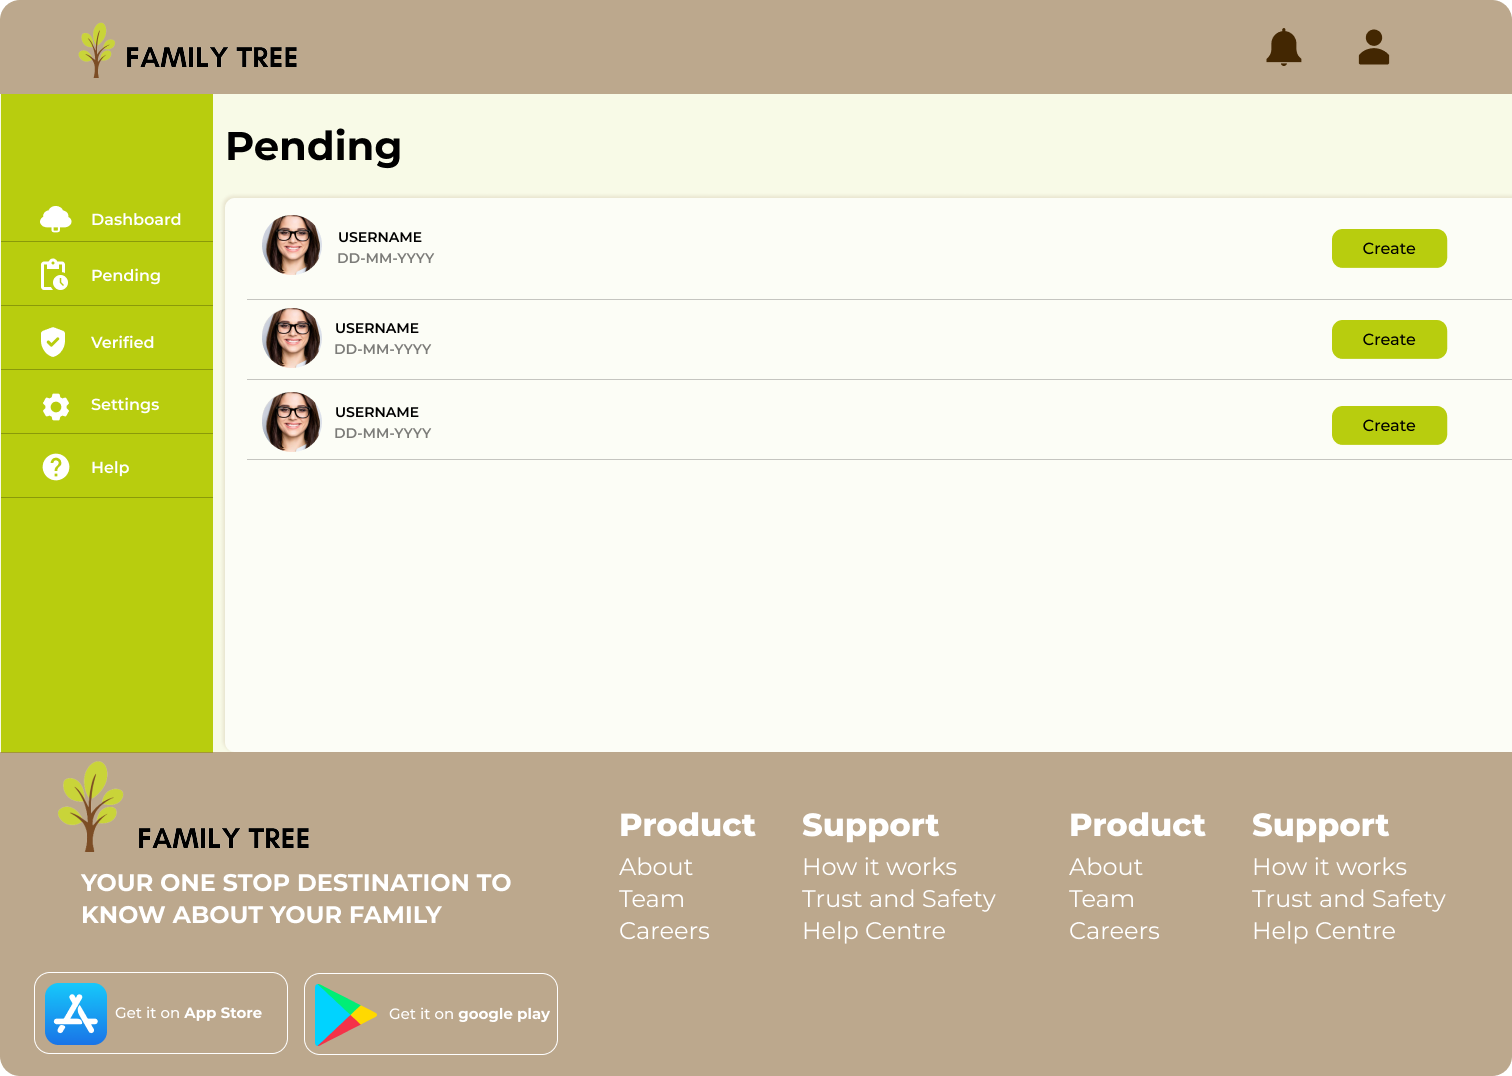 FAMILY TREE
Pending
Dashboard
Pending
Verified
Settings
Help
USERNAME
DD-MM-YYYY
Create
USERNAME
DD-MM-YYYY
Create
USERNAME
DD-MM-YYYY
Create
FAMILY TREE
YOUR ONE STOP DESTINATION TO
KNOW ABOUT YOUR FAMILY
Get it on App Store
Get it on google play
Product
About
Team
Careers
Support
How it works
Trust and Safety
Help Centre
Product
About
Team
Careers
Support
How it works
Trust and Safety
Help Centre